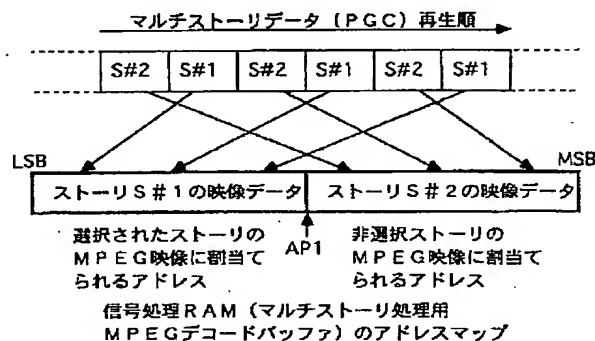 マルチストーリデータ（PGC）再生順
S#2 S#1 S#2 S#1 S#2 S#1
LSB MSB
ストーリS#1の映像データ ストーリS#2の映像データ
選択されたストーリの
MPEG映像に割当て
られるアドレス
AP1
非選択ストーリの
MPEG映像に割当て
られるアドレス
信号処理RAM（マルチストーリ処理用
MPEGデコードバッファ）のアドレスマップ